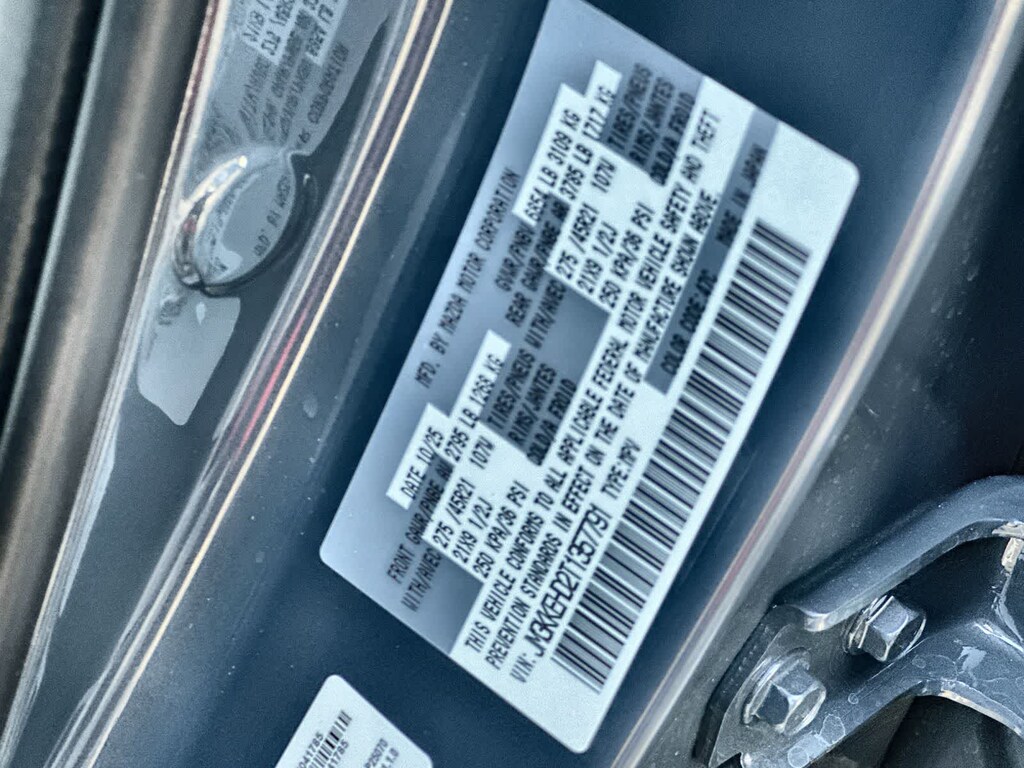 MFD. BY MAZDA MOTOR CORPORATION
DATE 10/25 GVWR/PNBV 6854 LB 3109 KG
FRONT GAWR/PNBE AV 2795 LB 1268 KG REAR GAWR/PNBE AR 3785 LB 1717 KG
WITH/AVEC 275 /45R21 107V TIRES/PNEUS WITH/AVEC 275 /45R21 107V TIRES/PNEUS
21X9 1/2J RIMS/JANTES 21X9 1/2J RIMS/JANTES
250 KPA/36 PSI COLD/A FROID 250 KPA/36 PSI COLD/A FROID
THIS VEHICLE CONFORMS TO ALL APPLICABLE FEDERAL MOTOR VEHICLE SAFETY AND THEFT
PREVENTION STANDARDS IN EFFECT ON THE DATE OF MANUFACTURE SHOWN ABOVE
VIN: TYPE:MPV COLOR CODE: MADE IN JAPAN